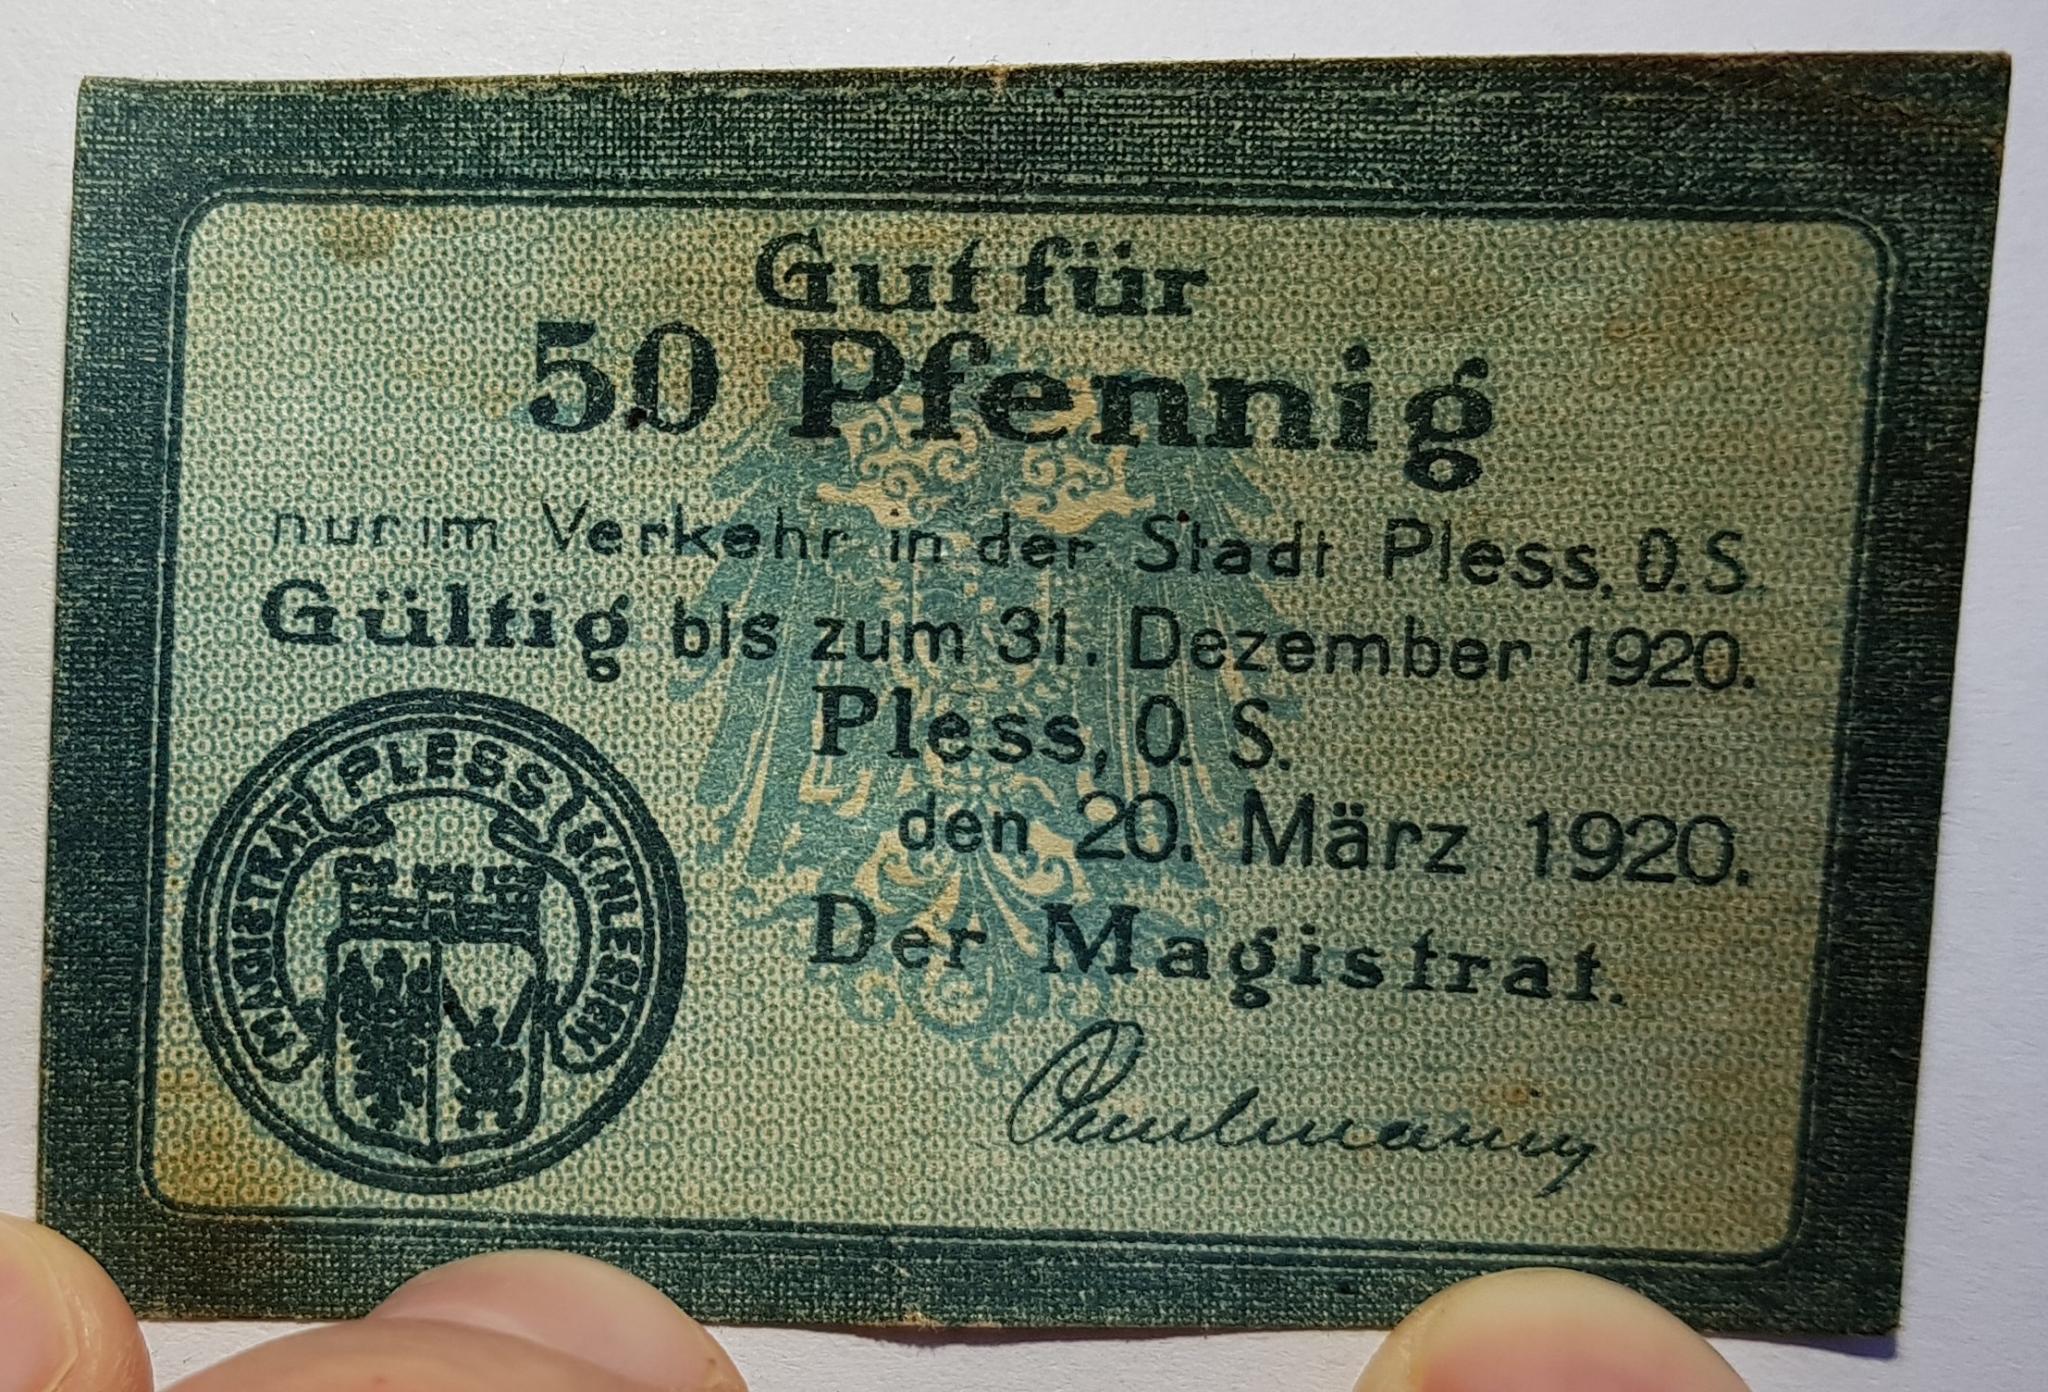 Gut für
50 Pfennig
nur im Verkehr in der Stadt Pless, O.S.
Gültig bis zum 31. Dezember 1920.
Pless, O. S.
den 20. März 1920.
Der Magistrat.
MAGISTRAT PLESS SCHLESIEN